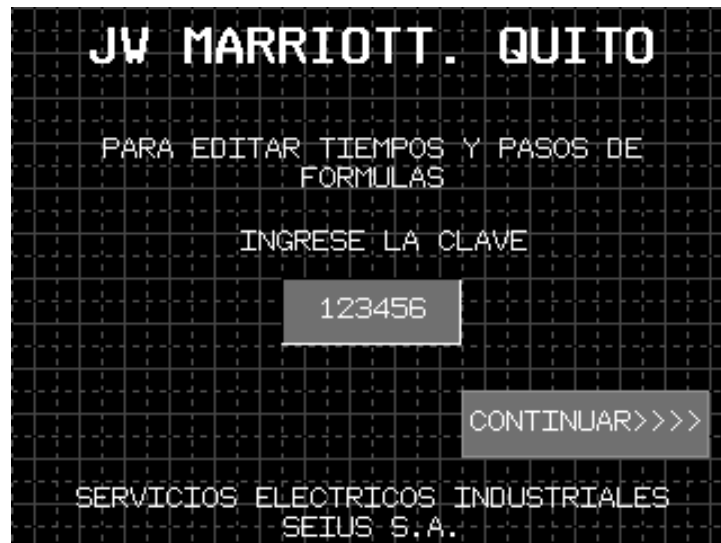 JW MARRIOTT. QUITO
PARA EDITAR TIEMPOS Y PASOS DE
FORMULAS
INGRESE LA CLAVE
123456
CONTINUAR>>>>
SERVICIOS ELECTRICOS INDUSTRIALES
SEIUS S.A.